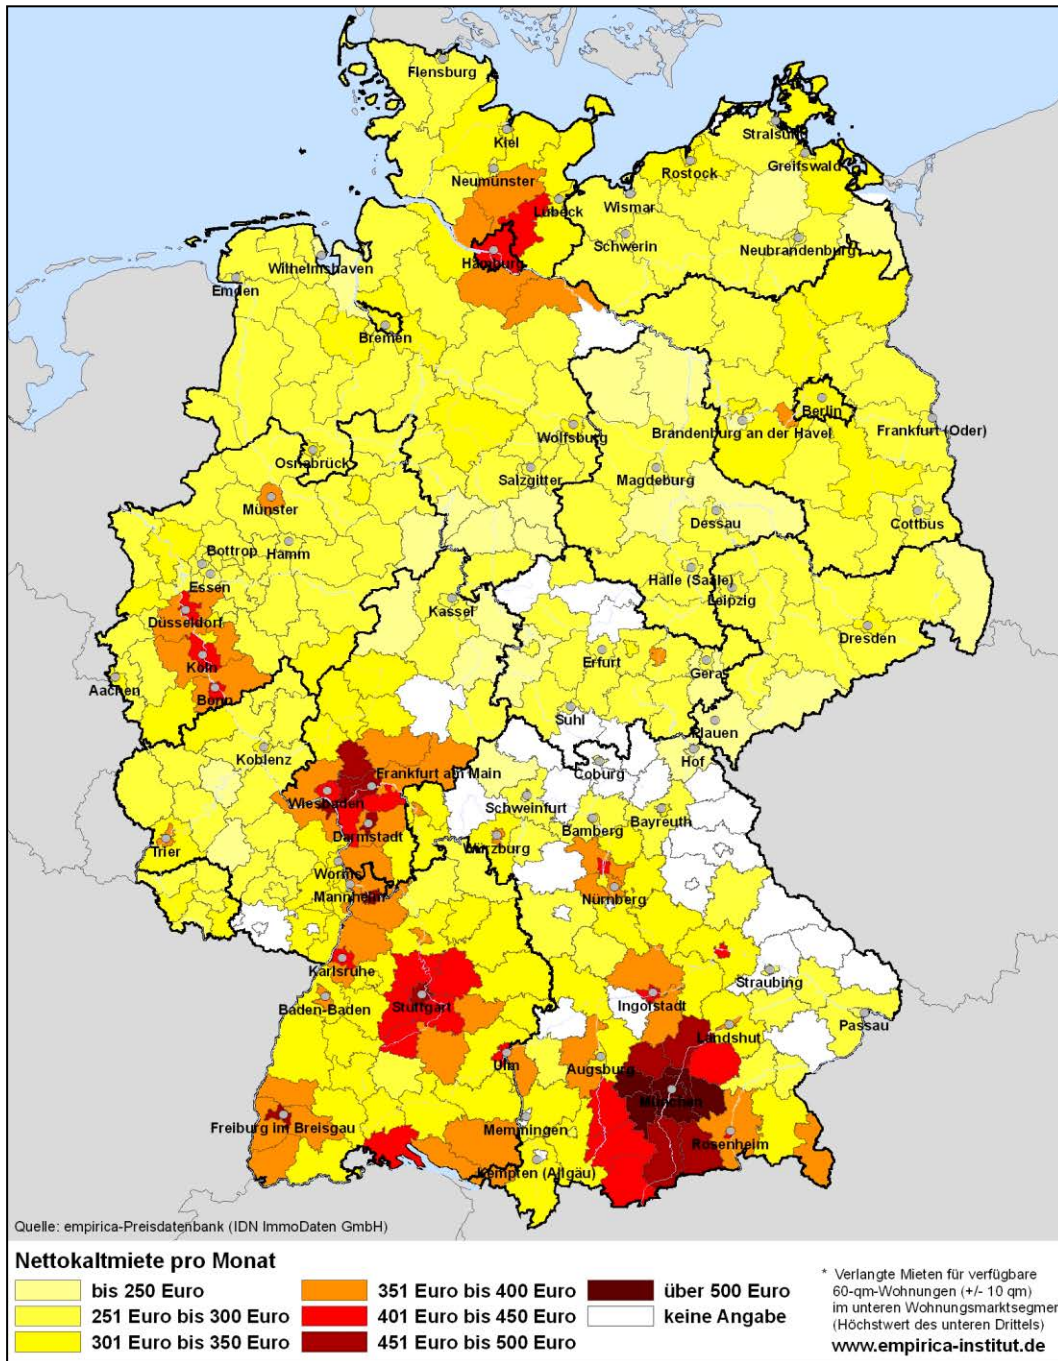 Flensburg
Kiel
Stralsund
Greifswald
Neumünster
Rostock
Lübeck
Wismar
Schwerin
Neubrandenburg
Hamburg
Wilhelmshaven
Emden
Bremen
Berlin
Wolfsburg
Brandenburg an der Havel
Frankfurt (Oder)
Osnabrück
Salzgitter
Magdeburg
Münster
Dessau
Cottbus
Bottrop
Hamm
Essen
Halle (Saale)
Leipzig
Kassel
Düsseldorf
Dresden
Köln
Erfurt
Gera
Aachen
Bonn
Suhl
Plauen
Koblenz
Hof
Coburg
Frankfurt am Main
Wiesbaden
Schweinfurt
Bayreuth
Bamberg
Darmstadt
Trier
Würzburg
Worms
Mannheim
Nürnberg
Karlsruhe
Straubing
Baden-Baden
Stuttgart
Ingorstadt
Passau
Landshut
Ulm
Augsburg
München
Freiburg im Breisgau
Memmingen
Rosenheim
Kempten (Allgäu)
Quelle: empirica-Preisdatenbank (IDN ImmoDaten GmbH)
Nettokaltmiete pro Monat
bis 250 Euro
251 Euro bis 300 Euro
301 Euro bis 350 Euro
351 Euro bis 400 Euro
401 Euro bis 450 Euro
451 Euro bis 500 Euro
über 500 Euro
keine Angabe
* Verlangte Mieten für verfügbare
60-qm-Wohnungen (+/- 10 qm)
im unteren Wohnungsmarktsegmen
(Höchstwert des unteren Drittels)
www.empirica-institut.de